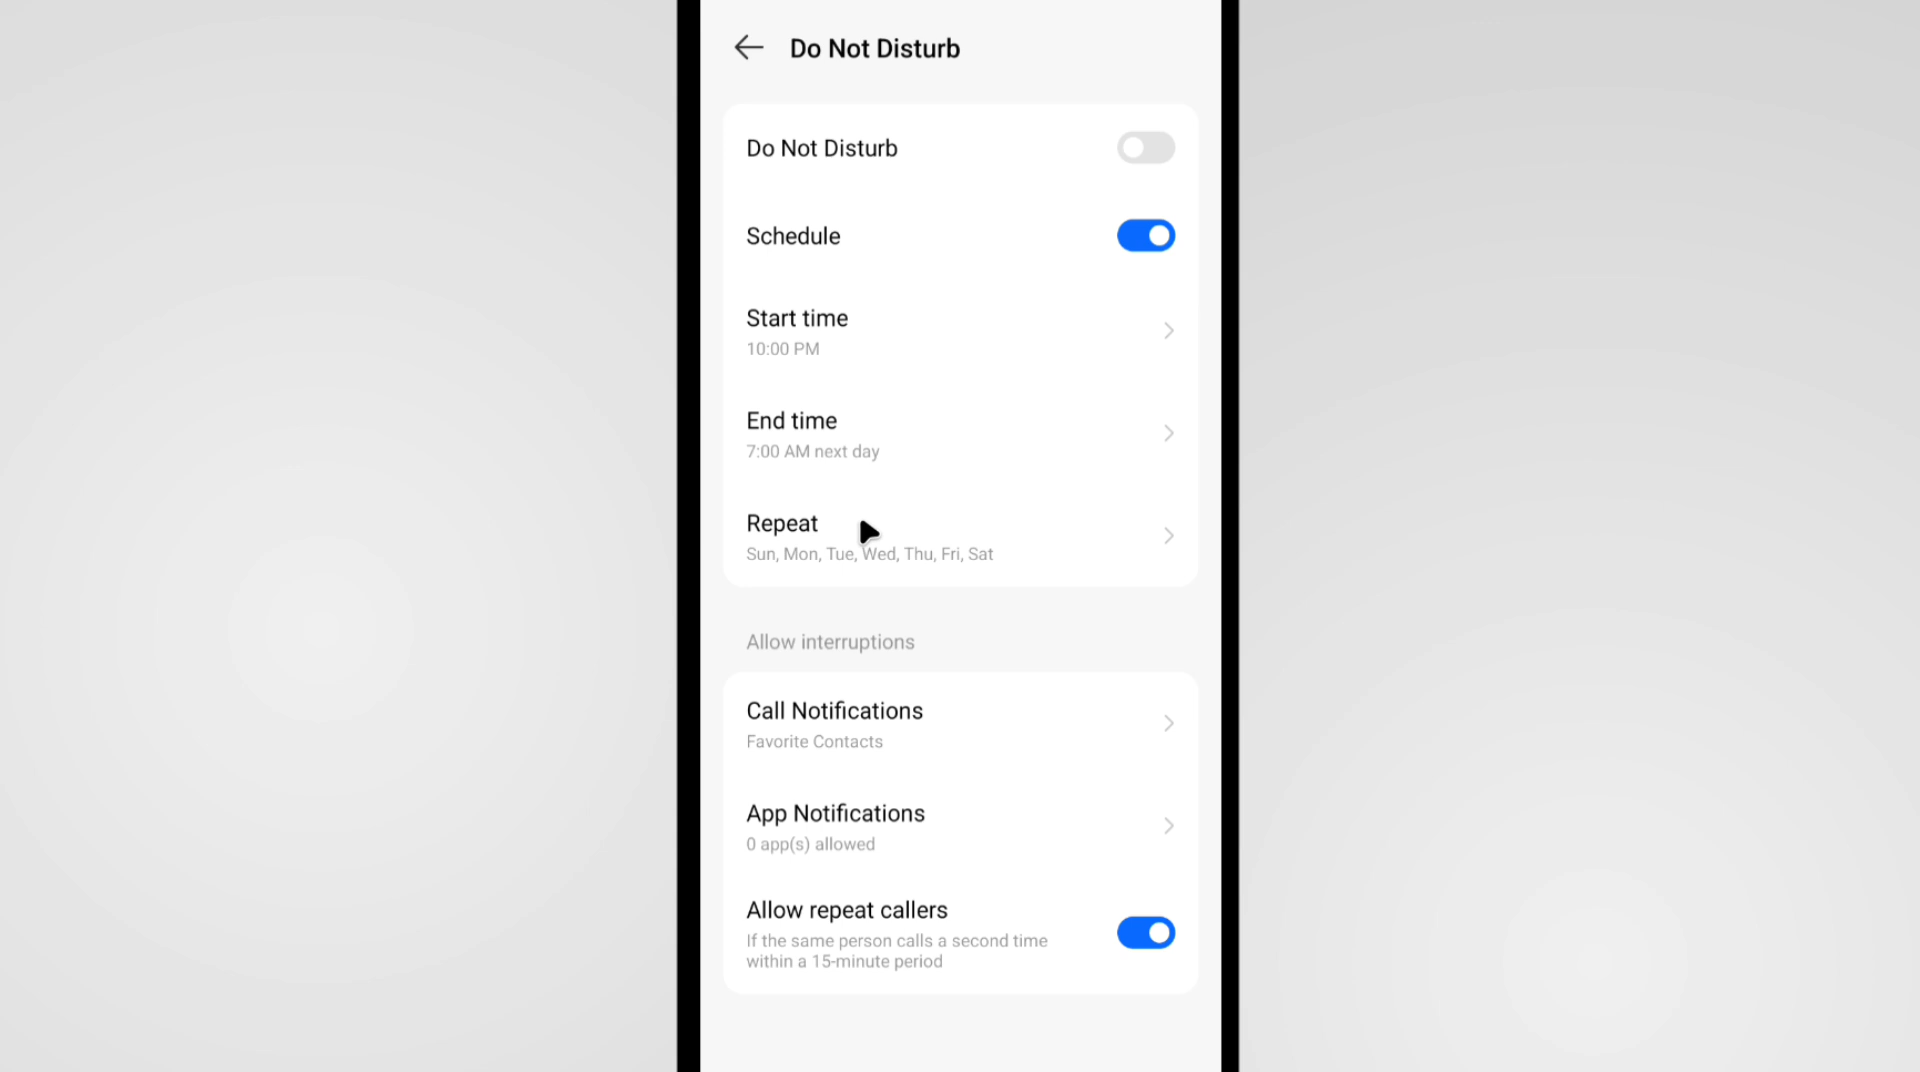 Do Not Disturb
Do Not Disturb
Schedule
Start time
10:00 PM
End time
7:00 AM next day
Repeat
Sun, Mon, Tue, Wed, Thu, Fri, Sat
Allow interruptions
Call Notifications
Favorite Contacts
App Notifications
0 app(s) allowed
Allow repeat callers
If the same person calls a second time
within a 15-minute period